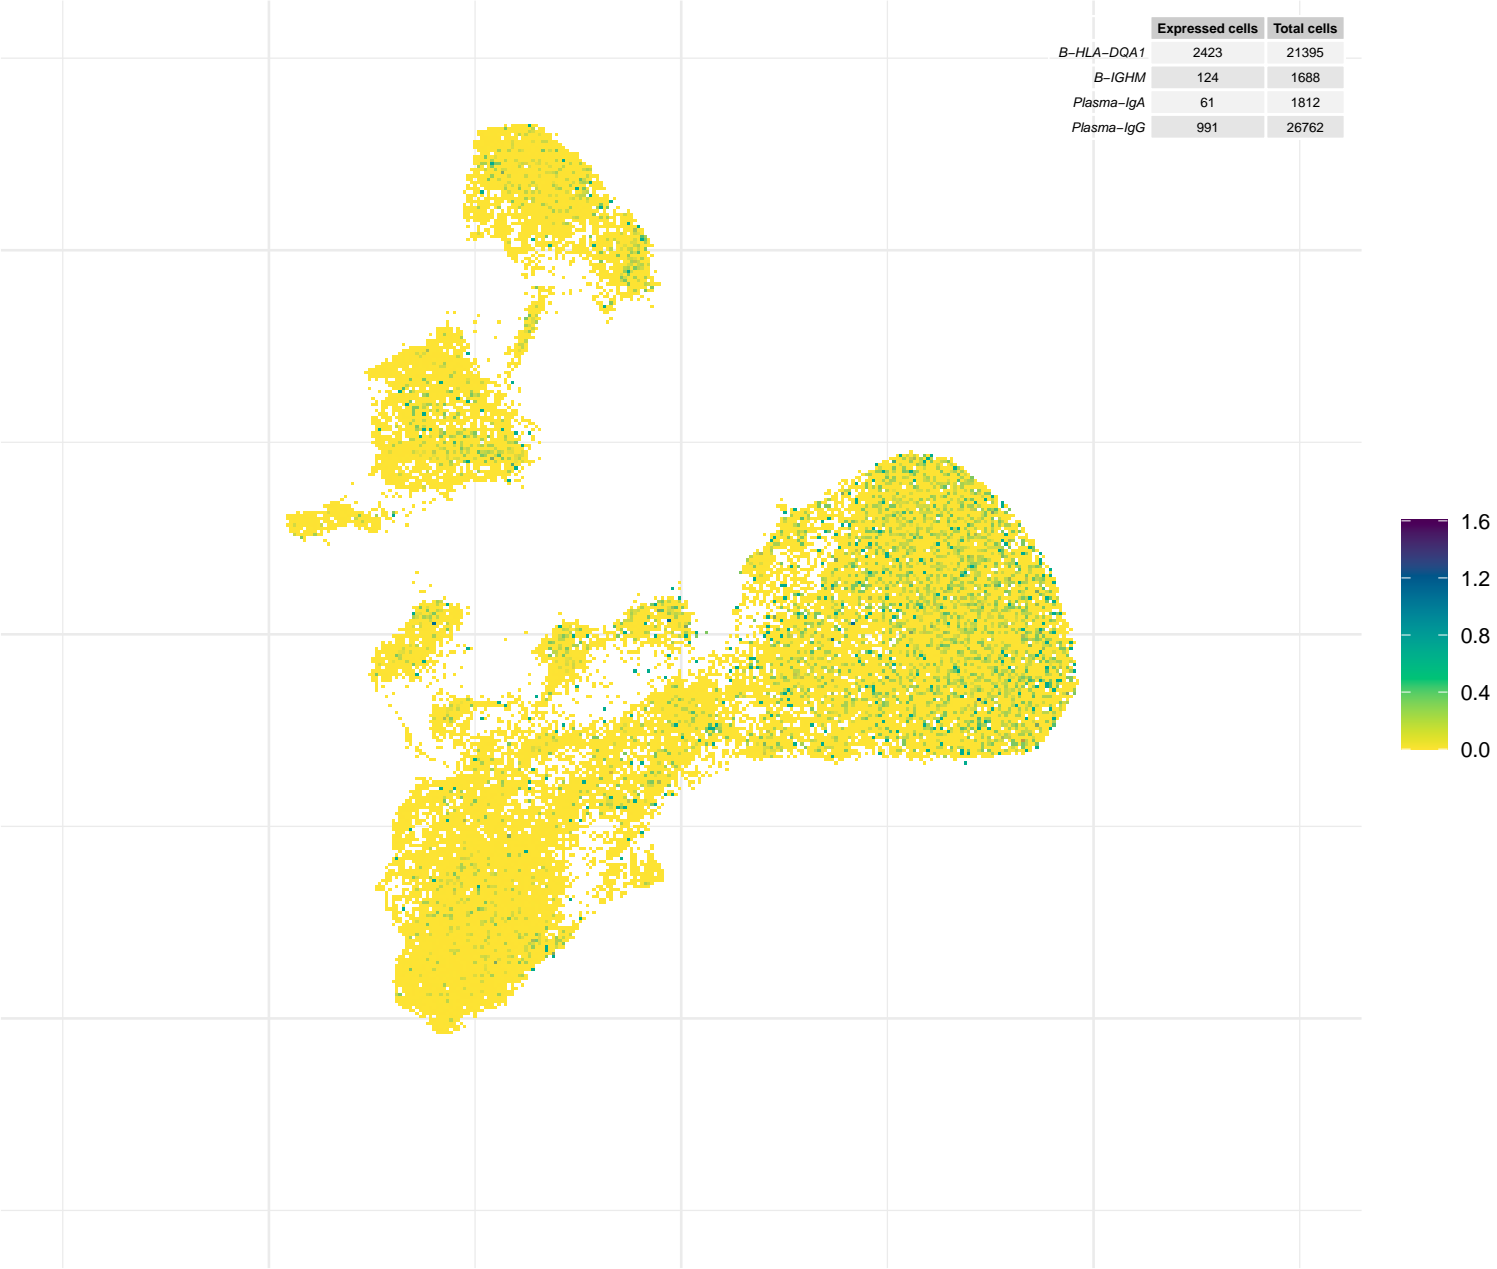 Expressed cells Total cells
B−HLA−DQA1 2423 21395
B−IGHM 124 1688
Plasma−IgA 61 1812
Plasma−IgG 991 26762
1.6
1.2
0.8
0.4
0.0